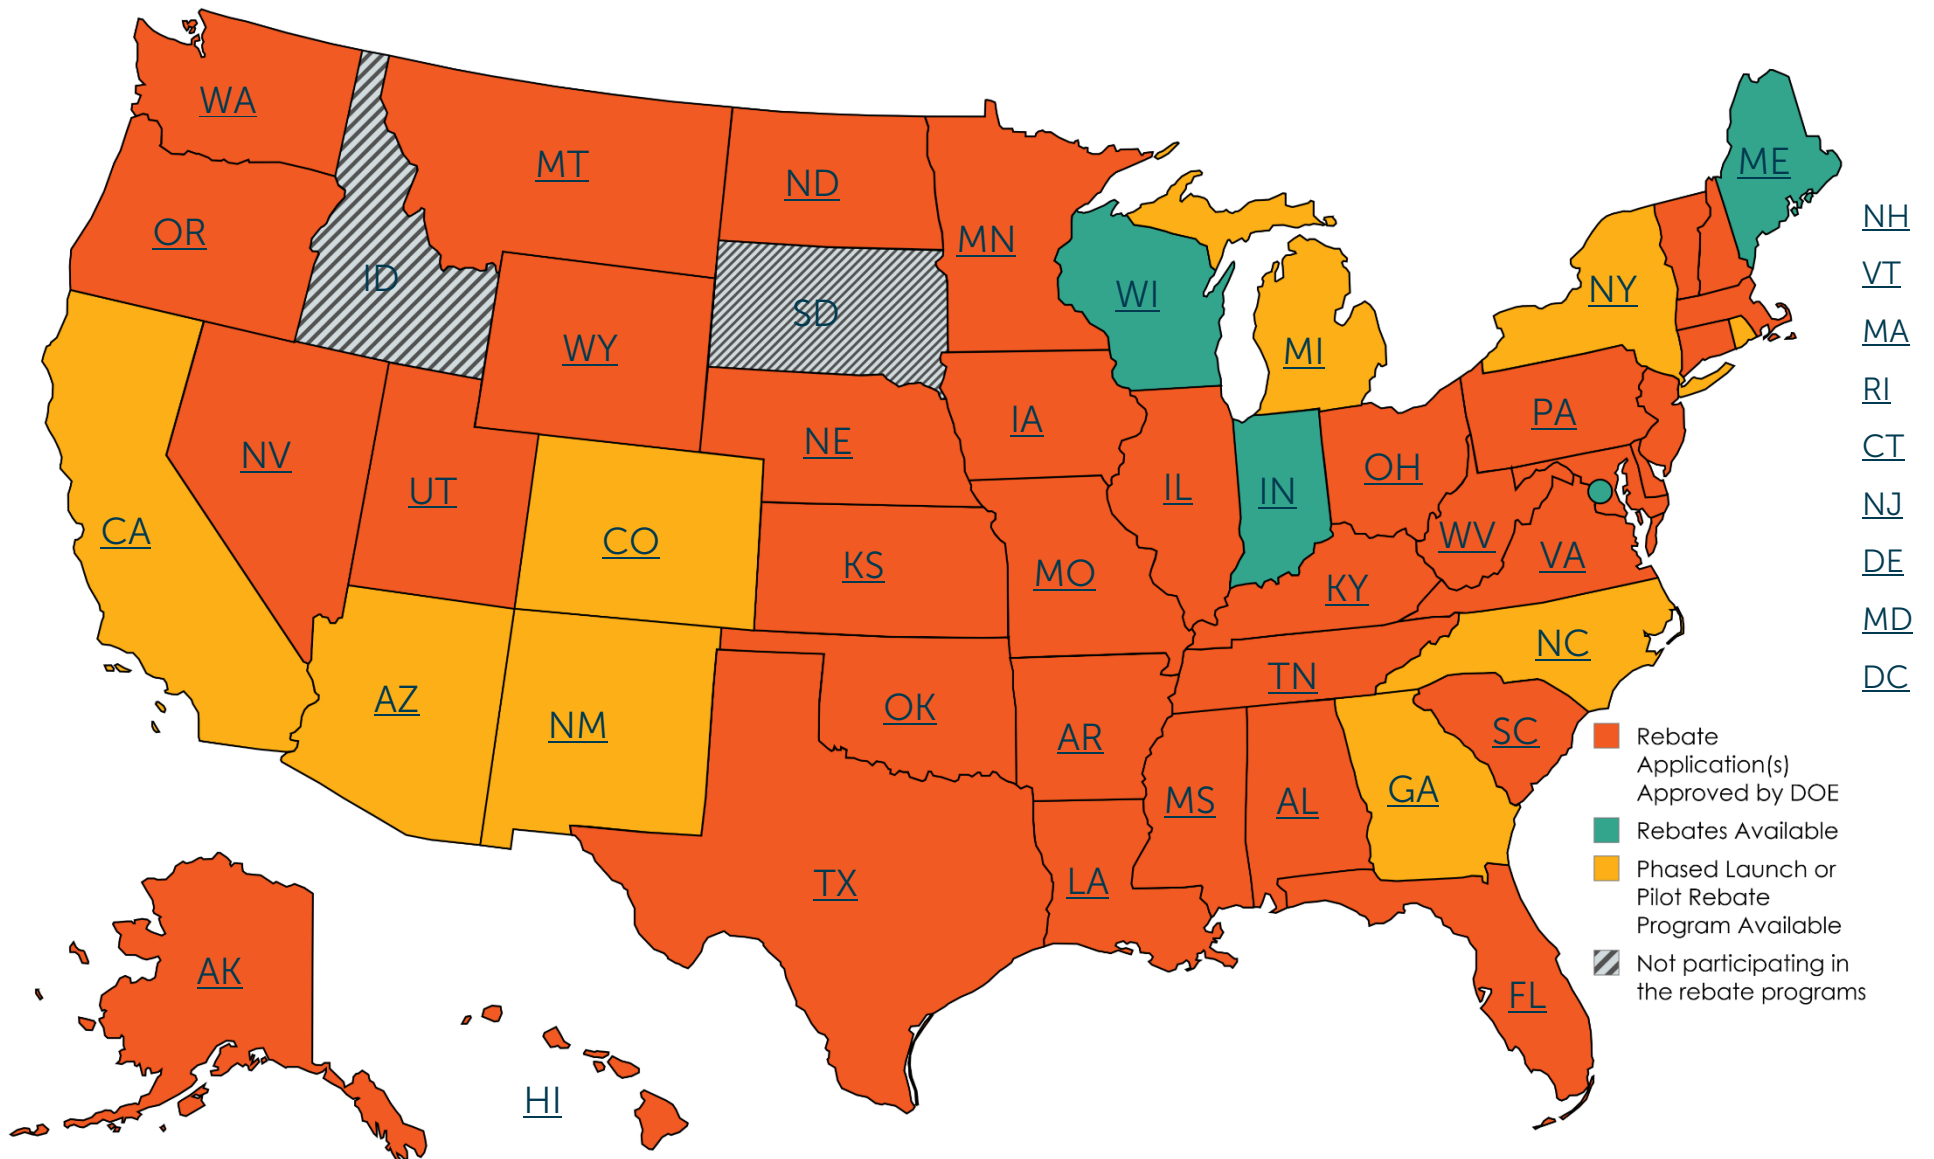 WA
MT
ND
ME
MN
NH
OR
ID
VT
WI
NY
SD
MA
WY
MI
RI
IA
PA
NE
CT
NV
OH
UT
IL
IN
NJ
CA
CO
WV
KS
MO
VA
DE
KY
MD
NC
TN
DC
AZ
NM
OK
AR
SC
Rebate
Application(s)
Approved by DOE
MS
AL
GA
Rebates Available
TX
LA
Phased Launch or
Pilot Rebate
Program Available
AK
Not participating in
the rebate programs
FL
HI